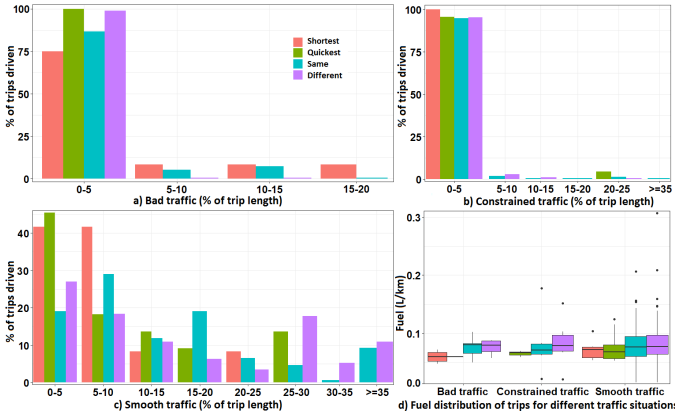 100
75
50
25
0
% of trips driven
Shortest
Quickest
Same
Different
0-5
5-10
10-15
15-20
a) Bad traffic (% of trip length)
100
75
50
25
0
% of trips driven
0-5
5-10
10-15
15-20
20-25
>=35
b) Constrained traffic (% of trip length)
40
30
20
10
0
% of trips driven
0-5
5-10
10-15
15-20
20-25
25-30
30-35
>=35
c) Smooth traffic (% of trip length)
0.3
0.2
0.1
0.0
Fuel (L/km)
Bad traffic
Constrained traffic
Smooth traffic
d) Fuel distribution of trips for different traffic situations